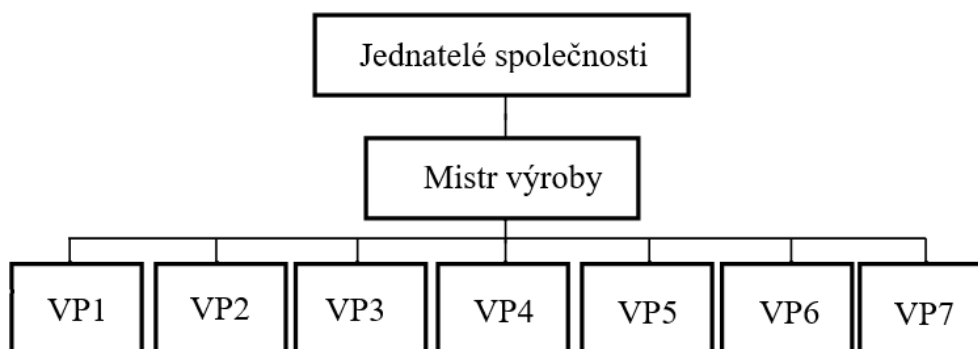 Jednatelé společnosti
Mistr výroby
VP1 VP2 VP3 VP4 VP5 VP6 VP7